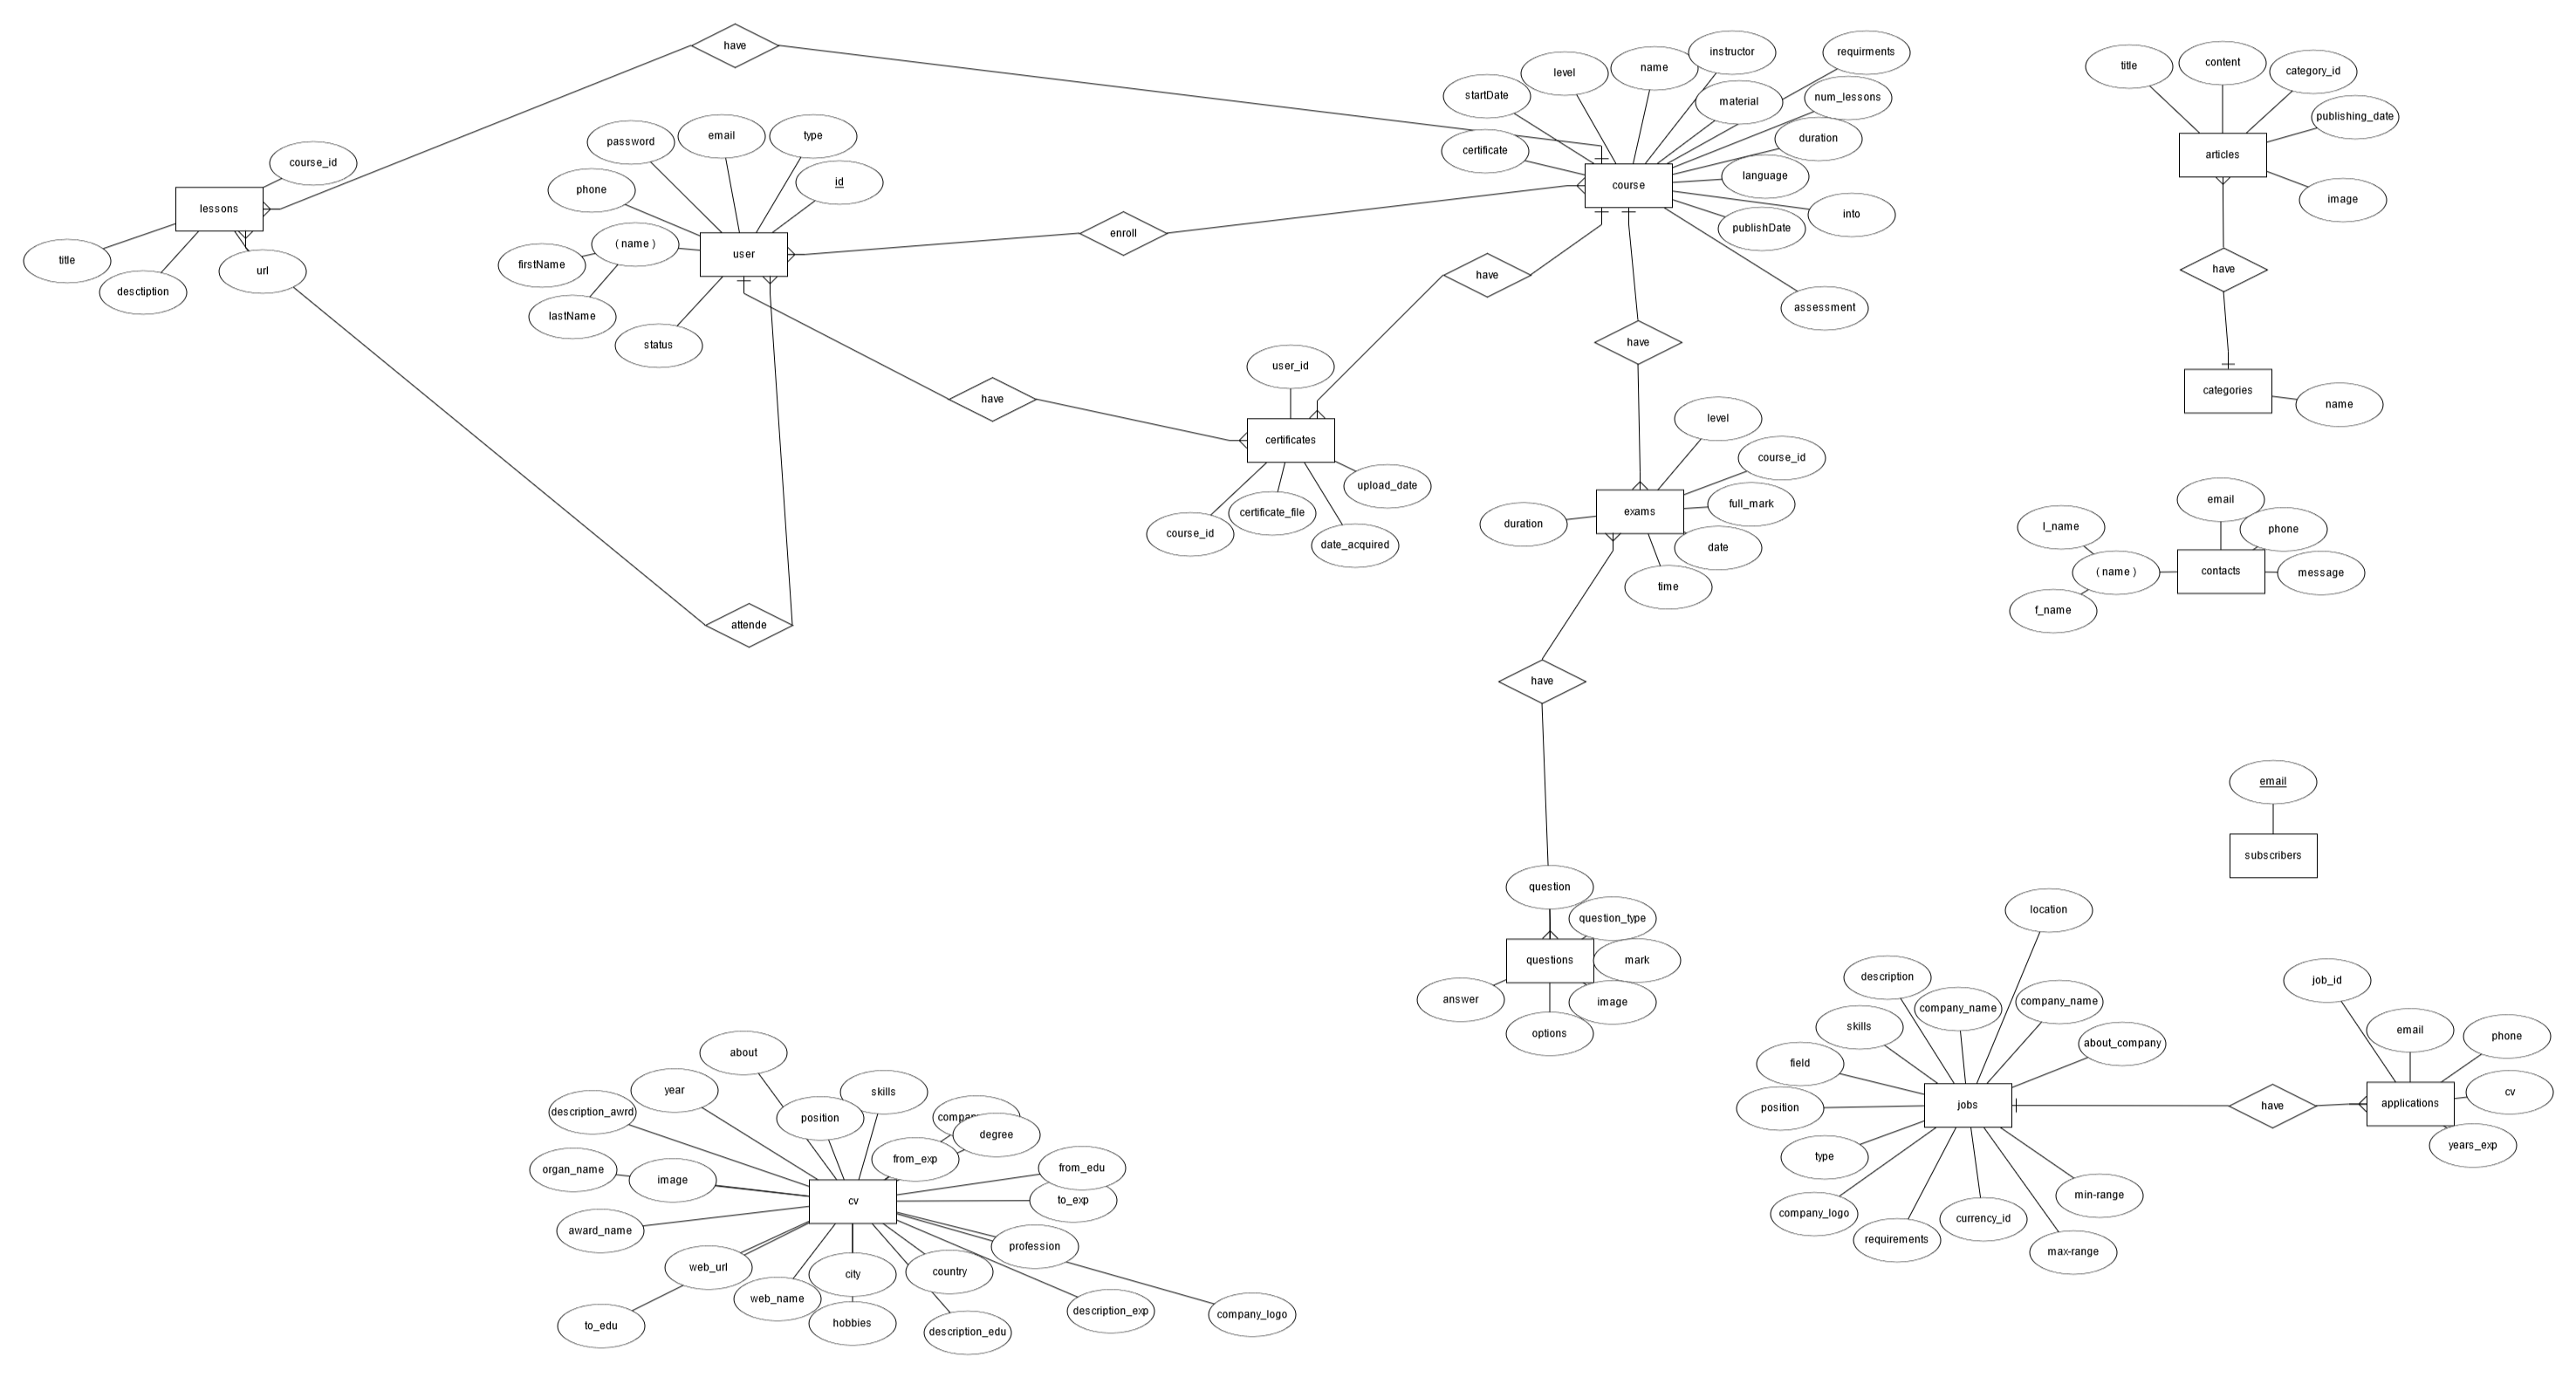 have
lessons
course_id
title
desctiption
url
user
password
email
type
id
phone
( name )
firstName
lastName
status
enroll
attende
have
have
course
startDate
level
name
instructor
requirments
material
num_lessons
certificate
duration
language
into
publishDate
assessment
certificates
user_id
course_id
certificate_file
date_acquired
upload_date
have
exams
level
course_id
full_mark
duration
date
time
have
question
question_type
questions
mark
answer
image
options
articles
title
content
category_id
publishing_date
image
have
categories
name
contacts
email
phone
message
l_name
( name )
f_name
email
subscribers
cv
about
year
position
skills
description_awrd
degree
from_exp
organ_name
image
from_edu
to_exp
award_name
profession
web_url
city
country
web_name
to_edu
hobbies
description_edu
description_exp
company_logo
jobs
location
description
company_name
company_name
skills
about_company
field
position
type
company_logo
requirements
currency_id
max-range
min-range
have
applications
job_id
email
phone
cv
years_exp